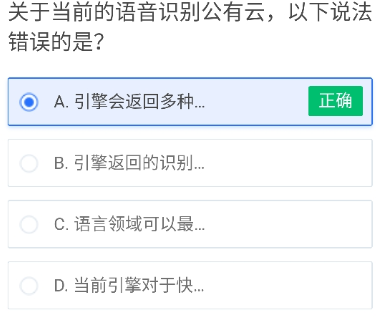 关于当前的语音识别公有云，以下说法
错误的是？
A. 引擎会返回多种...
正确
B. 引擎返回的识别...
C. 语言领域可以最...
D. 当前引擎对于快...